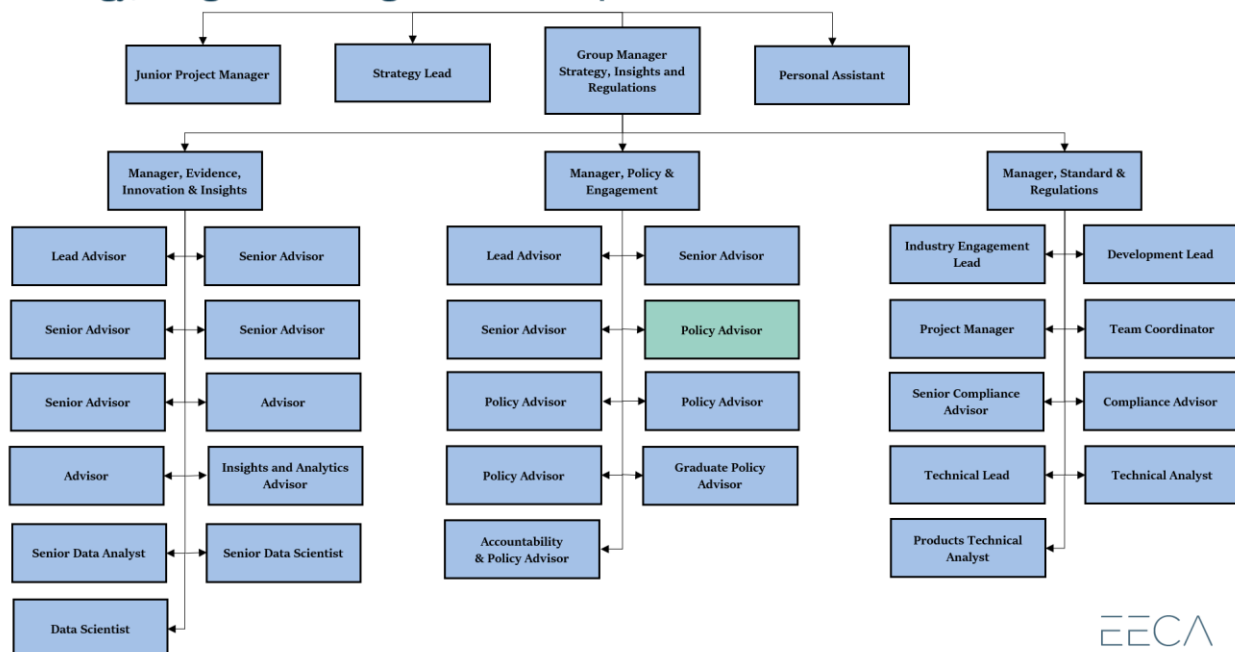 Junior Project Manager
Strategy Lead
Group Manager
Strategy, Insights and
Regulations
Personal Assistant
Manager, Evidence,
Innovation & Insights
Manager, Policy &
Engagement
Manager, Standard &
Regulations
Lead Advisor
Senior Advisor
Senior Advisor
Senior Advisor
Senior Advisor
Advisor
Advisor
Insights and Analytics
Advisor
Senior Data Analyst
Senior Data Scientist
Data Scientist
Lead Advisor
Senior Advisor
Senior Advisor
Policy Advisor
Policy Advisor
Policy Advisor
Policy Advisor
Graduate Policy
Advisor
Accountability
& Policy Advisor
Industry Engagement
Lead
Development Lead
Project Manager
Team Coordinator
Senior Compliance
Advisor
Compliance Advisor
Technical Lead
Technical Analyst
Products Technical
Analyst
EECA